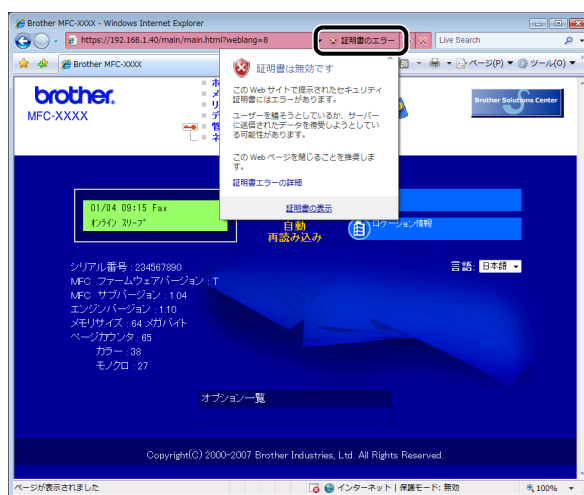 Brother MFC-XXXX - Windows Internet Explorer
https://192.168.1.40/main/main.html?weblang=8
証明書のエラー
Live Search
Brother MFC-XXXX
ページ(P)
ツール(O)
brother.
MFC-XXXX
Brother Solutions Center
証明書は無効です
この Web サイトで提示されたセキュリティ
証明書にはエラーがあります。
ユーザーを騙そうとしているか、サーバー
に送信されたデータを傍受しようとしてい
る可能性があります。
この Web ページを閉じることを推奨しま
す。
証明書エラーの詳細
証明書の表示
01/04 09:15 Fax
オンライン スリープ
自動
再読み込み
ロケーション情報
シリアル番号 : 234567890
言語: 日本語
MFC ファームウェアバージョン : T
MFC サブバージョン : 1.04
エンジンバージョン : 1.10
メモリサイズ : 64 メガバイト
ページカウンタ : 65
カラー : 38
モノクロ : 27
オプション一覧
Copyright(C) 2000-2007 Brother Industries, Ltd. All Rights Reserved.
ページが表示されました
インターネット | 保護モード: 無効
100%